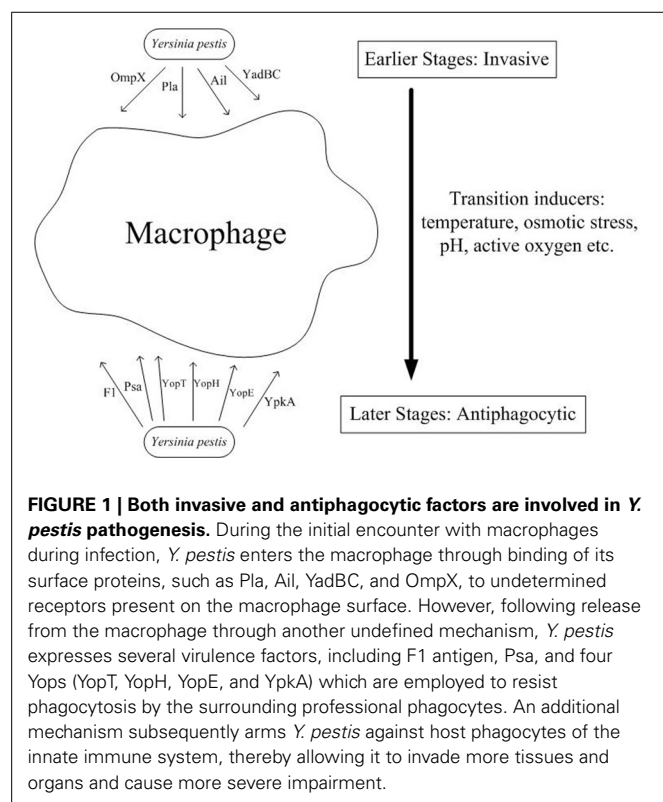 Yersinia pestis
OmpX
Pla
Ail
YadBC
Earlier Stages: Invasive
Macrophage
Transition inducers:
temperature, osmotic stress,
pH, active oxygen etc.
F1
Psa
YopT
YopH
YopE
YpkA
Yersinia pestis
Later Stages: Antiphagocytic
FIGURE 1 | Both invasive and antiphagocytic factors are involved in Y.
pestis pathogenesis. During the initial encounter with macrophages
during infection, Y. pestis enters the macrophage through binding of its
surface proteins, such as Pla, Ail, YadBC, and OmpX, to undetermined
receptors present on the macrophage surface. However, following release
from the macrophage through another undefined mechanism, Y. pestis
expresses several virulence factors, including F1 antigen, Psa, and four
Yops (YopT, YopH, YopE, and YpkA) which are employed to resist
phagocytosis by the surrounding professional phagocytes. An additional
mechanism subsequently arms Y. pestis against host phagocytes of the
innate immune system, thereby allowing it to invade more tissues and
organs and cause more severe impairment.